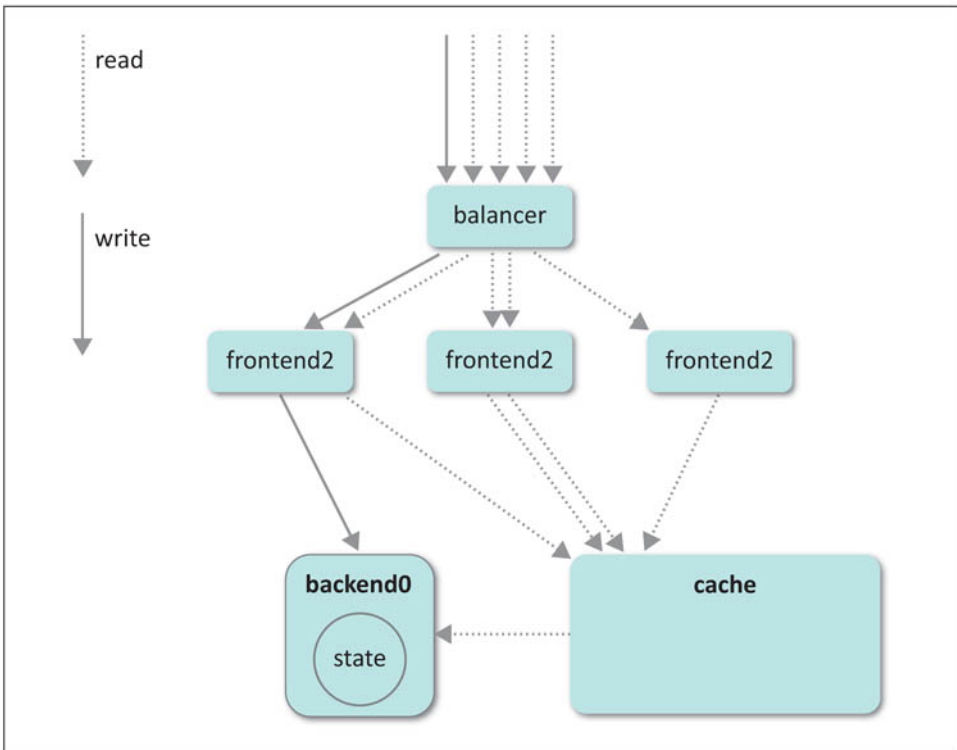 read
write
balancer
frontend2
frontend2
frontend2
backend0
state
cache